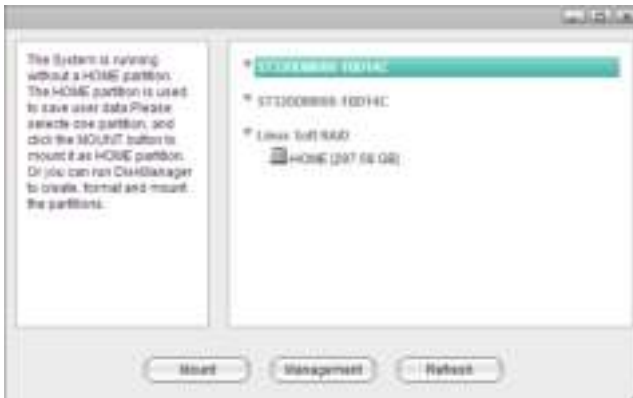 The System is running
without a HOME partition.
The HOME partition is used
to save user data.Please
selecte one partition, and
click the MOUNT button to
mount it as HOME partition.
Or you can run DiskManager
to create, format and mount
the partitions.
Linux Soft RAID
HOME (297.56 GB)
Mount
Management
Refresh